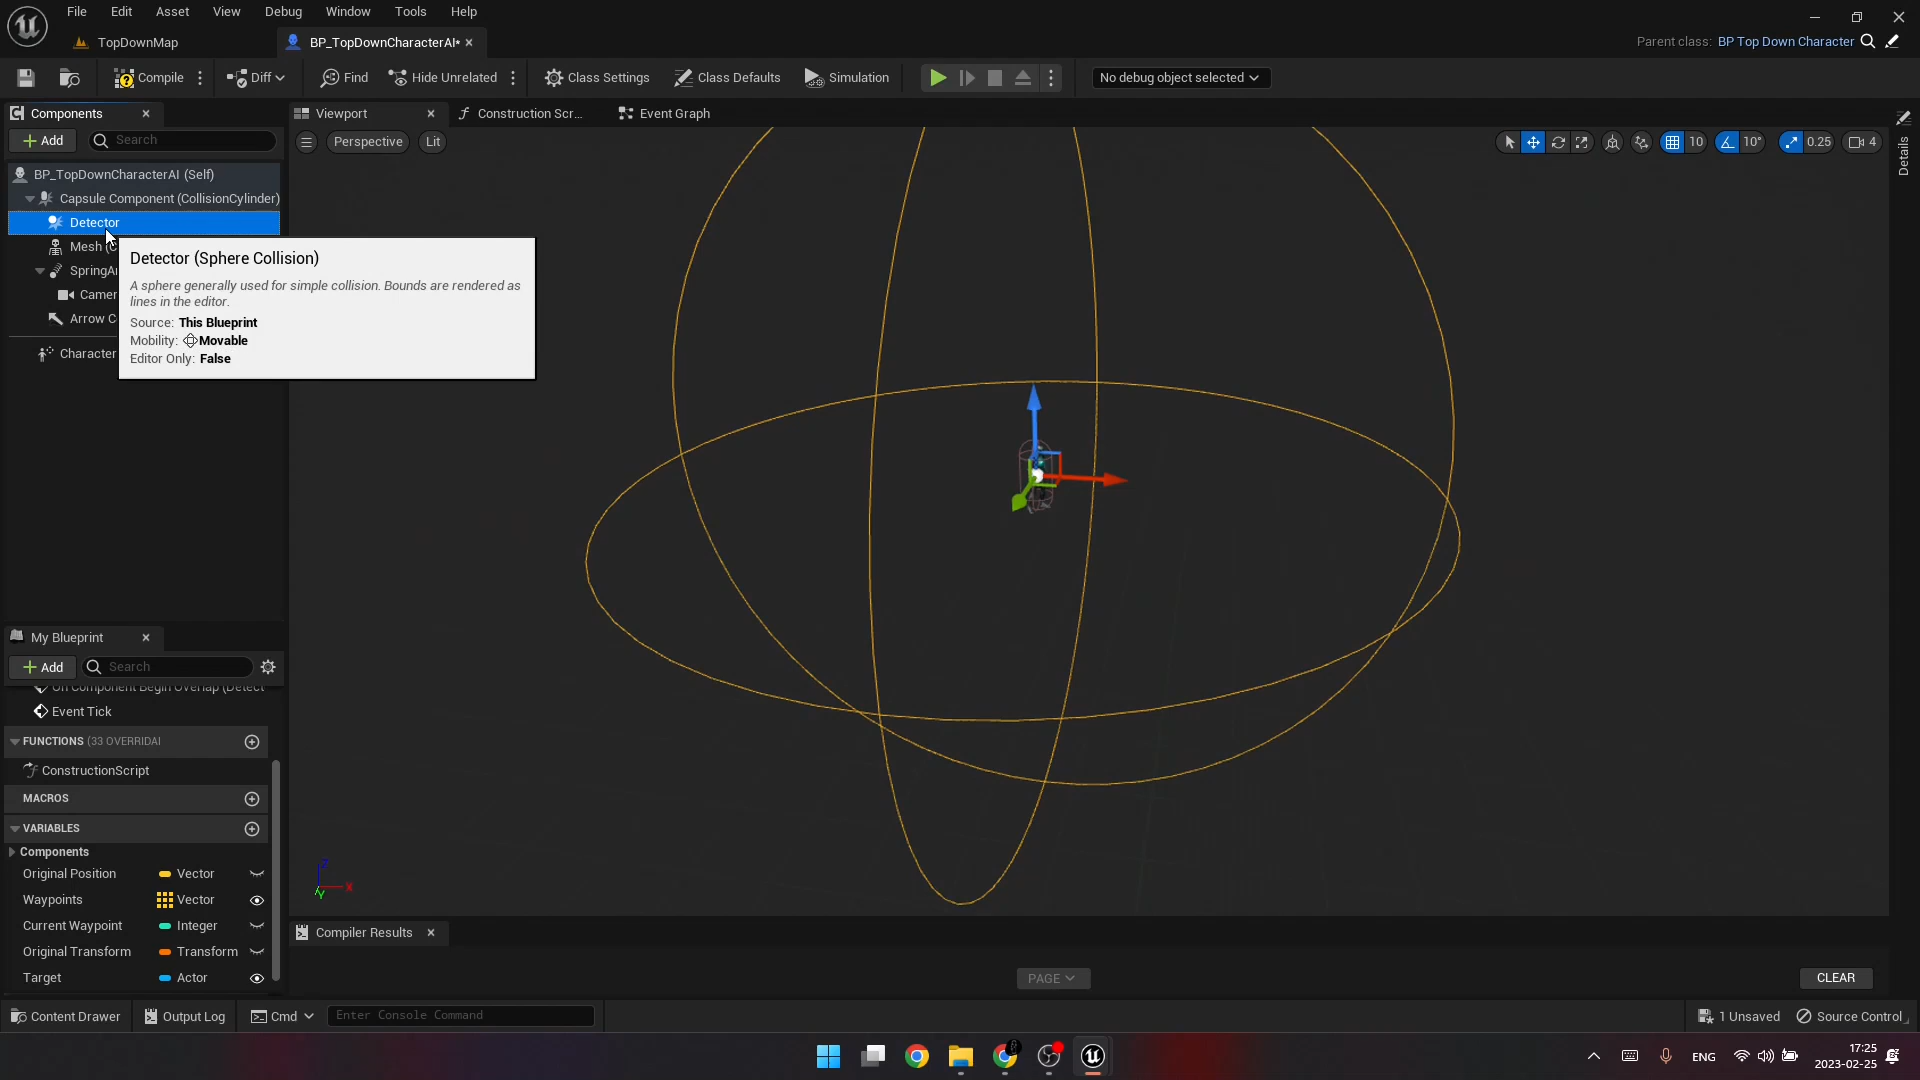 File Edit Asset View Debug Window Tools Help
TopDownMap BP_TopDownCharacterAI*
Parent class: BP Top Down Character
Compile Diff Find Hide Unrelated Class Settings Class Defaults Simulation No debug object selected
Components Viewport Construction Scr... Event Graph
Add Search Perspective Lit 10 10° 0.25 4
Details
BP_TopDownCharacterAI (Self)
Capsule Component (CollisionCylinder)
Detector
Mesh (C
SpringA
Camer
Arrow C
Character
Detector (Sphere Collision)
A sphere generally used for simple collision. Bounds are rendered as
lines in the editor.
Source: This Blueprint
Mobility: Movable
Editor Only: False
My Blueprint
Add Search
On Component Begin Overlap (Detect
Event Tick
FUNCTIONS (33 OVERRIDAI
ConstructionScript
MACROS
VARIABLES
Components
Original Position Vector
Waypoints Vector
Current Waypoint Integer
Original Transform Transform
Target Actor
Z
X
Y
Compiler Results
PAGE CLEAR
Content Drawer Output Log Cmd Enter Console Command 1 Unsaved Source Control
ENG 17:25
2023-02-25